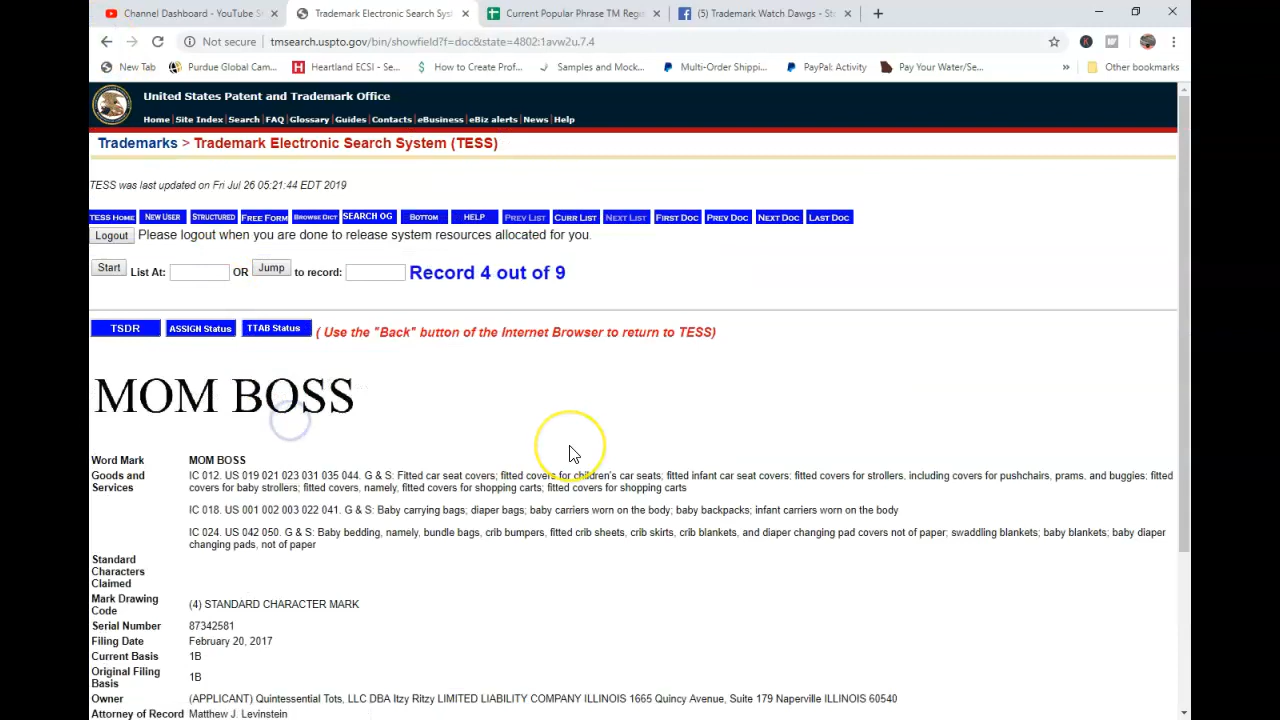 Channel Dashboard - YouTube St
Trademark Electronic Search Sys
Current Popular Phrase TM Regi
(5) Trademark Watch Dawgs - Sto
Not secure
tmsearch.uspto.gov/bin/showfield?f=doc&state=4802:1avw2u.7.4
New Tab
Purdue Global Cam...
Heartland ECSI - Se...
How to Create Prof...
Samples and Mock...
Multi-Order Shippi...
PayPal: Activity
Pay Your Water/Se...
»
Other bookmarks
United States Patent and Trademark Office
Home | Site Index | Search | FAQ | Glossary | Guides | Contacts | eBusiness | eBiz alerts | News | Help
Trademarks > Trademark Electronic Search System (TESS)
TESS was last updated on Fri Jul 26 05:21:44 EDT 2019
TESS HOME NEW USER STRUCTURED FREE FORM BROWSE DICT SEARCH OG BOTTOM HELP PREV LIST CURR LIST NEXT LIST FIRST DOC PREV DOC NEXT DOC LAST DOC
Logout Please logout when you are done to release system resources allocated for you.
Start List At: OR Jump to record: Record 4 out of 9
TSDR ASSIGN Status TTAB Status ( Use the "Back" button of the Internet Browser to return to TESS)
MOM BOSS
Word Mark MOM BOSS
Goods and Services IC 012. US 019 021 023 031 035 044. G & S: Fitted car seat covers; fitted covers for children's car seats; fitted infant car seat covers; fitted covers for strollers, including covers for pushchairs, prams, and buggies; fitted
covers for baby strollers; fitted covers, namely, fitted covers for shopping carts; fitted covers for shopping carts
IC 018. US 001 002 003 022 041. G & S: Baby carrying bags; diaper bags; baby carriers worn on the body; baby backpacks; infant carriers worn on the body
IC 024. US 042 050. G & S: Baby bedding, namely, bundle bags, crib bumpers, fitted crib sheets, crib skirts, crib blankets, and diaper changing pad covers not of paper; swaddling blankets; baby blankets; baby diaper
changing pads, not of paper
Standard
Characters
Claimed
Mark Drawing
Code (4) STANDARD CHARACTER MARK
Serial Number 87342581
Filing Date February 20, 2017
Current Basis 1B
Original Filing
Basis 1B
Owner (APPLICANT) Quintessential Tots, LLC DBA Itzy Ritzy LIMITED LIABILITY COMPANY ILLINOIS 1665 Quincy Avenue, Suite 179 Naperville ILLINOIS 60540
Attorney of Record Matthew J. Levinstein